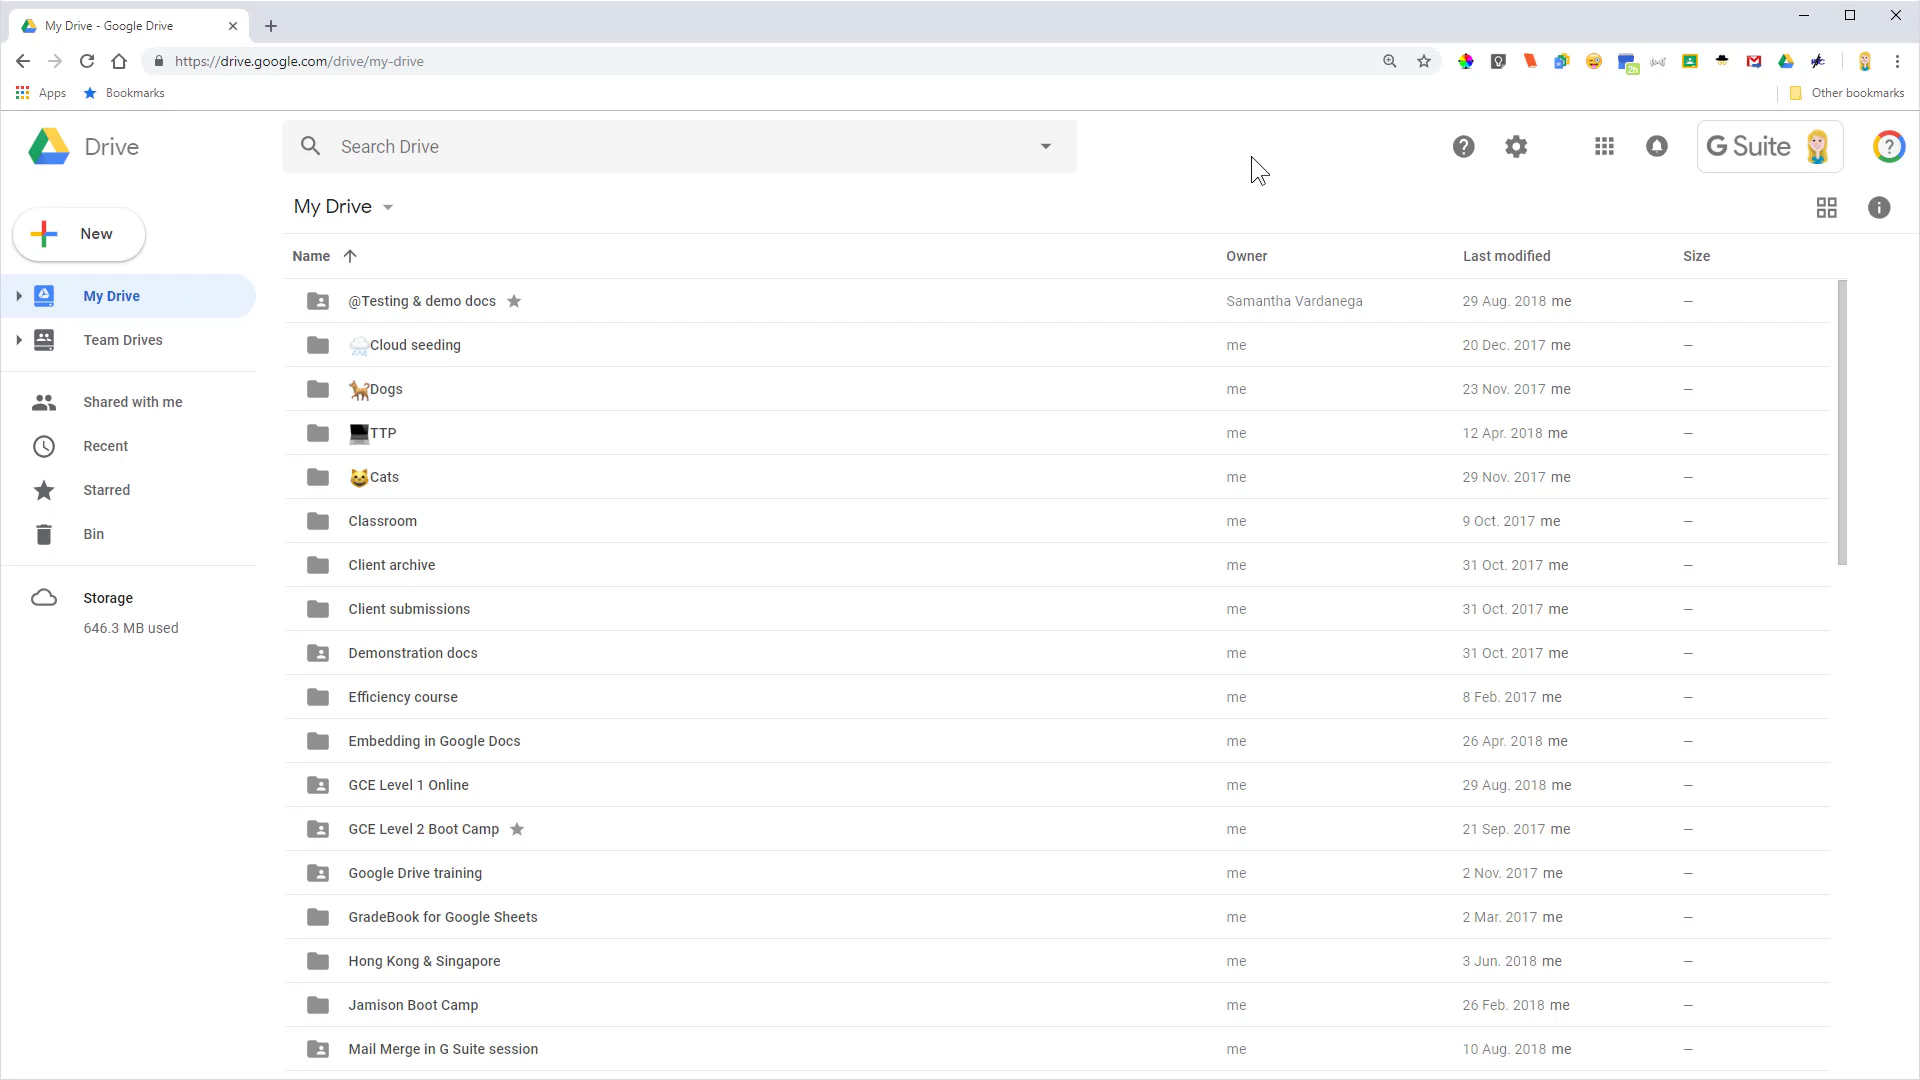 My Drive - Google Drive
https://drive.google.com/drive/my-drive
Apps Bookmarks Other bookmarks
Drive Search Drive G Suite
My Drive
New
Name Owner Last modified Size
My Drive
Team Drives
Shared with me
Recent
Starred
Bin
Storage
646.3 MB used
@Testing & demo docs Samantha Vardanega 29 Aug. 2018 me —
Cloud seeding me 20 Dec. 2017 me —
Dogs me 23 Nov. 2017 me —
TTP me 12 Apr. 2018 me —
Cats me 29 Nov. 2017 me —
Classroom me 9 Oct. 2017 me —
Client archive me 31 Oct. 2017 me —
Client submissions me 31 Oct. 2017 me —
Demonstration docs me 31 Oct. 2017 me —
Efficiency course me 8 Feb. 2017 me —
Embedding in Google Docs me 26 Apr. 2018 me —
GCE Level 1 Online me 29 Aug. 2018 me —
GCE Level 2 Boot Camp me 21 Sep. 2017 me —
Google Drive training me 2 Nov. 2017 me —
GradeBook for Google Sheets me 2 Mar. 2017 me —
Hong Kong & Singapore me 3 Jun. 2018 me —
Jamison Boot Camp me 26 Feb. 2018 me —
Mail Merge in G Suite session me 10 Aug. 2018 me —